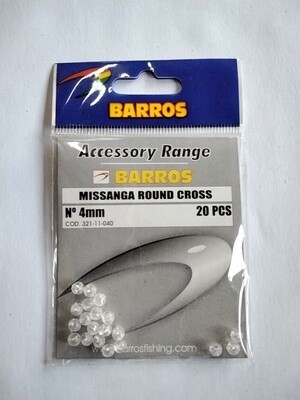 BARROS
Accessory Range
BARROS
MISSANGA ROUND CROSS
Nº 4mm 20 PCS
COD. 321-11-040
www.barrosfishing.com